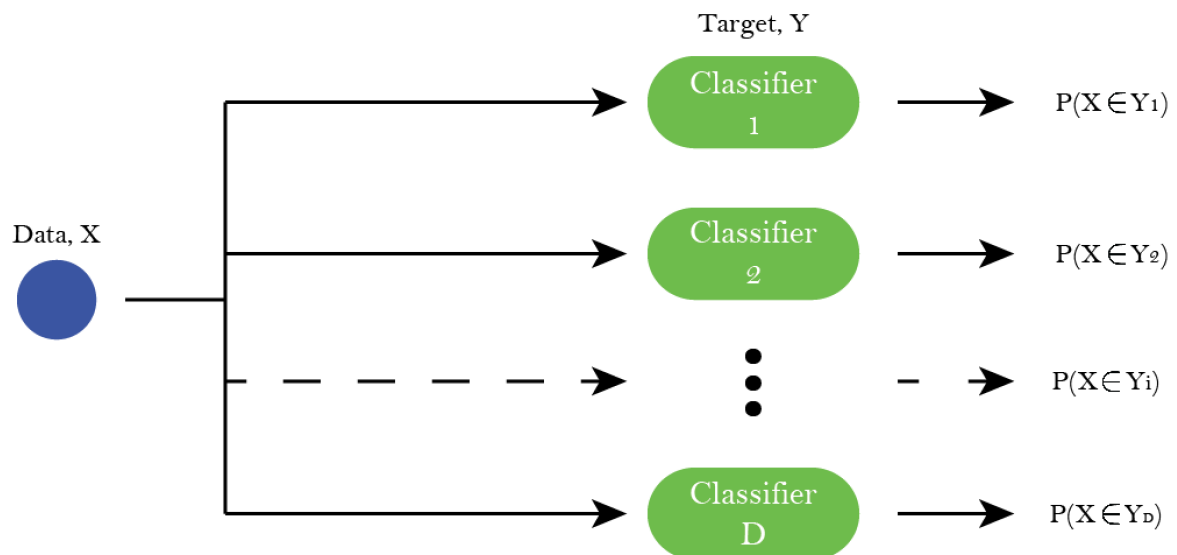 Target, Y
Classifier
1
P(X ∈ Y1)
Data, X
Classifier
2
P(X ∈ Y2)
P(X ∈ Yi)
Classifier
D
P(X ∈ YD)